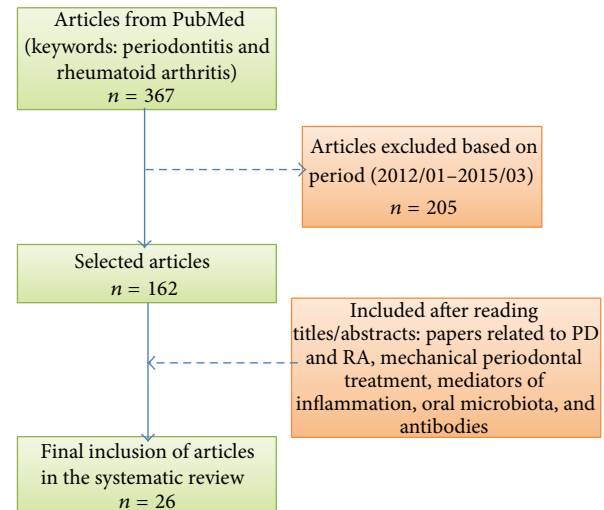 Articles from PubMed
(keywords: periodontitis and
rheumatoid arthritis)
n = 367
Articles excluded based on
period (2012/01–2015/03)
n = 205
Selected articles
n = 162
Included after reading
titles/abstracts: papers related to PD
and RA, mechanical periodontal
treatment, mediators of
inflammation, oral microbiota, and
antibodies
Final inclusion of articles
in the systematic review
n = 26